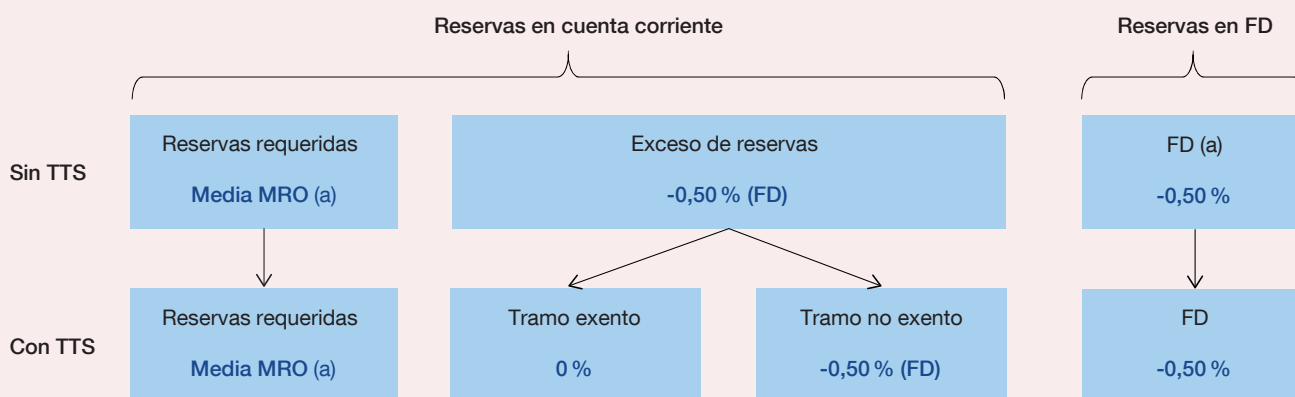 Reservas en cuenta corriente
Reservas en FD
Sin TTS
Reservas requeridas
Media MRO (a)
Exceso de reservas
-0,50 % (FD)
FD (a)
-0,50 %
Con TTS
Reservas requeridas
Media MRO (a)
Tramo exento
0 %
Tramo no exento
-0,50 % (FD)
FD
-0,50 %